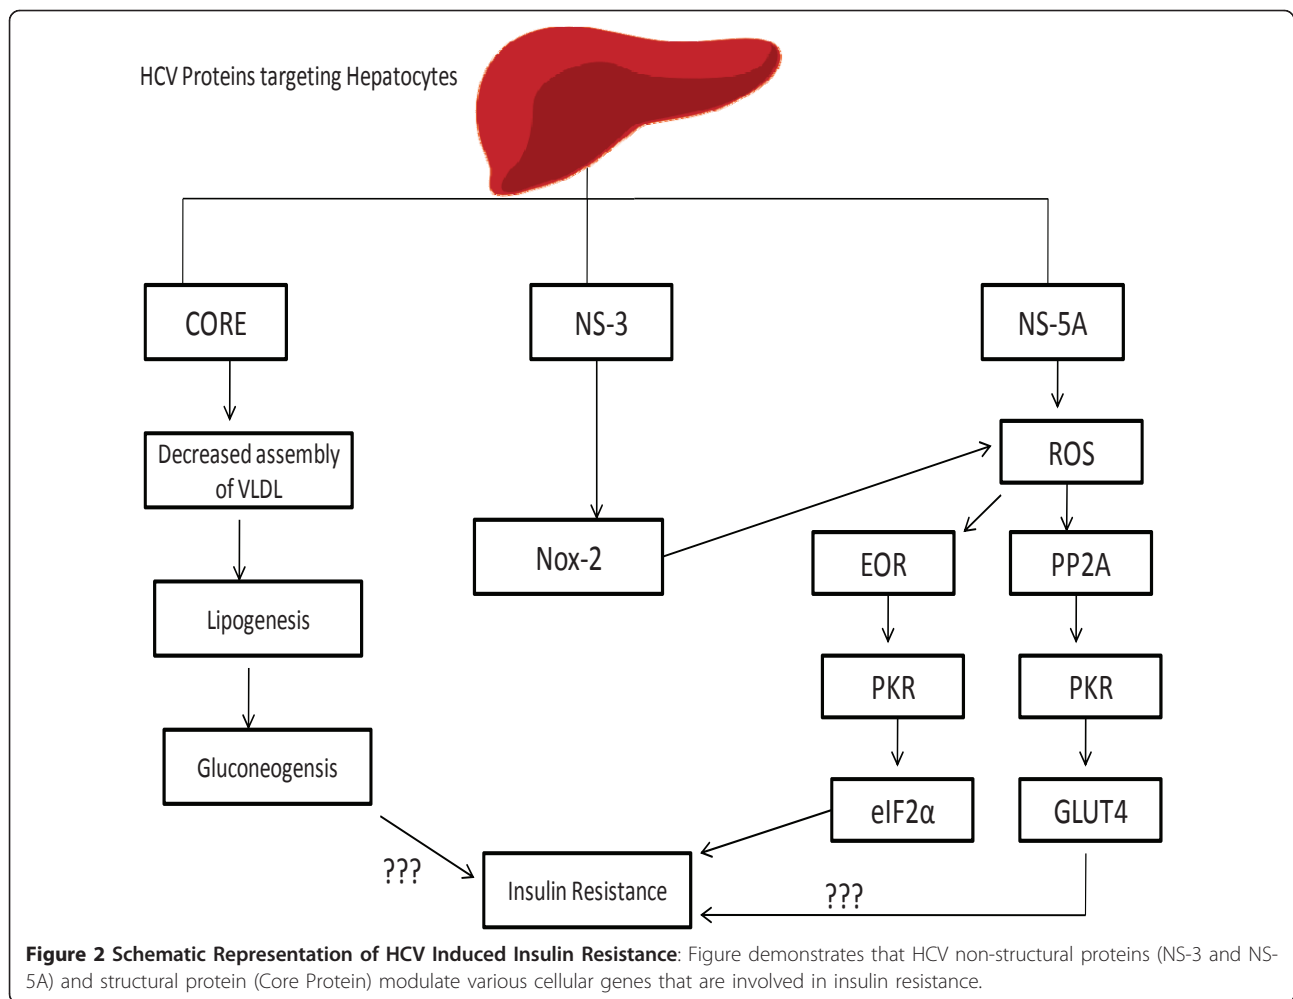 HCV Proteins targeting Hepatocytes
CORE
NS-3
NS-5A
Decreased assembly
of VLDL
ROS
Nox-2
EOR
PP2A
Lipogenesis
PKR
PKR
Gluconeogensis
eIF2α
GLUT4
???
Insulin Resistance
???
Figure 2 Schematic Representation of HCV Induced Insulin Resistance: Figure demonstrates that HCV non-structural proteins (NS-3 and NS-
5A) and structural protein (Core Protein) modulate various cellular genes that are involved in insulin resistance.